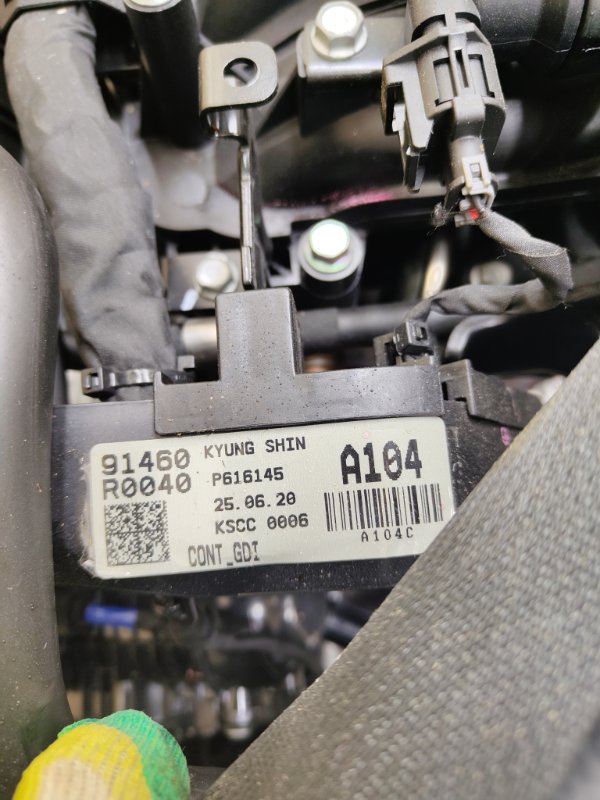 91460 KYUNG SHIN A104
R0040 P616145
25.06.20
KSCC 0006
A104C
CONT_GDI